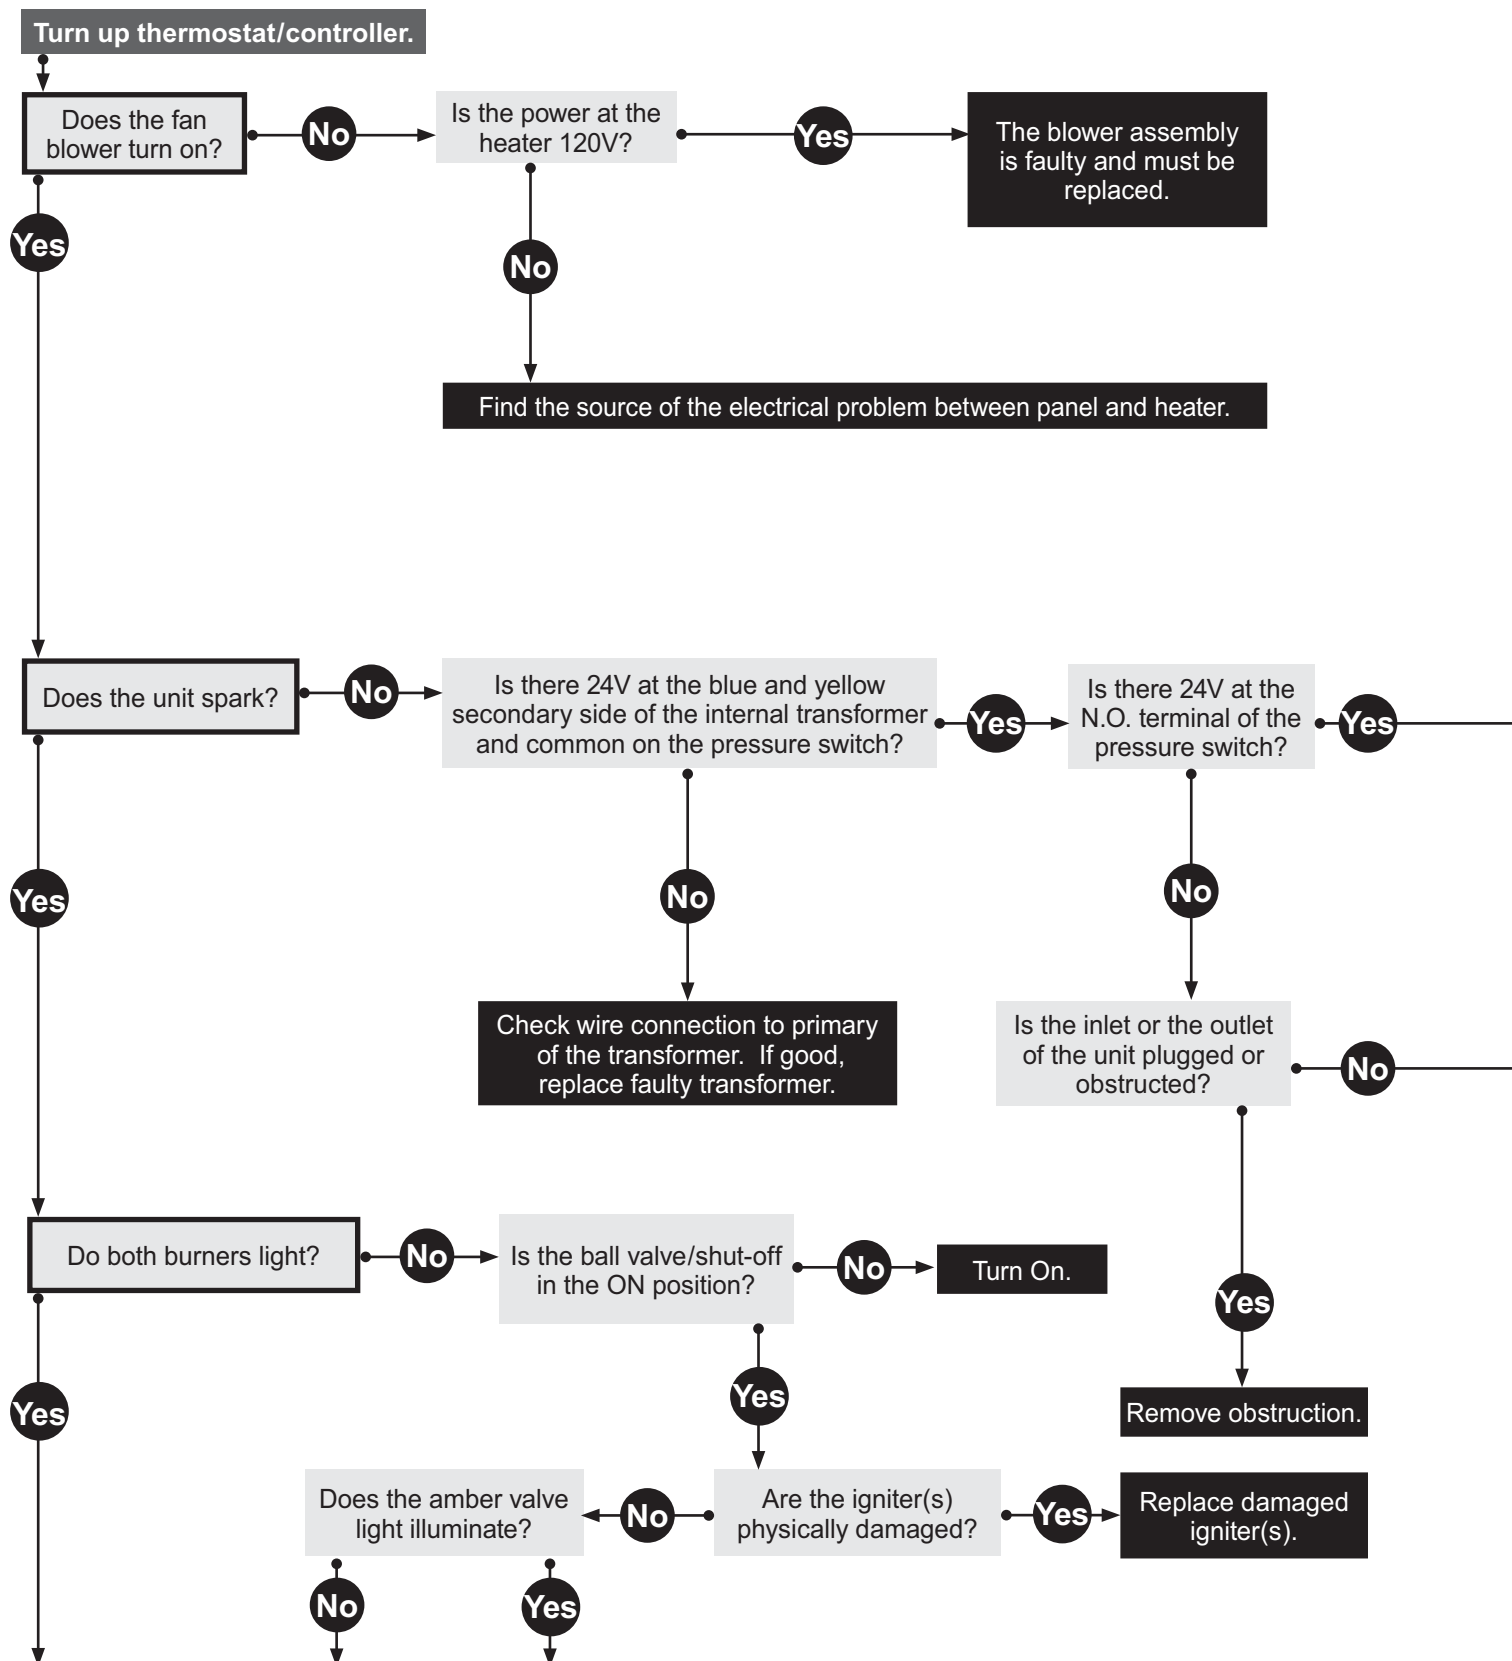 Turn up thermostat/controller.
Does the fan
blower turn on?
No
Is the power at the
heater 120V?
Yes
The blower assembly
is faulty and must be
replaced.
Yes
No
Find the source of the electrical problem between panel and heater.
Does the unit spark?
No
Is there 24V at the blue and yellow
secondary side of the internal transformer
and common on the pressure switch?
Yes
Is there 24V at the
N.O. terminal of the
pressure switch?
Yes
Yes
No
No
Check wire connection to primary
of the transformer.  If good,
replace faulty transformer.
Is the inlet or the outlet
of the unit plugged or
obstructed?
No
Do both burners light?
No
Is the ball valve/shut-off
in the ON position?
No
Turn On.
Yes
Yes
Yes
Remove obstruction.
Does the amber valve
light illuminate?
No
Are the igniter(s)
physically damaged?
Yes
Replace damaged
igniter(s).
No
Yes